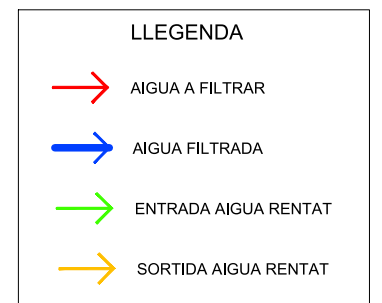 LLEGENDA
AIGUA A FILTRAR
AIGUA FILTRADA
ENTRADA AIGUA RENTAT
SORTIDA AIGUA RENTAT